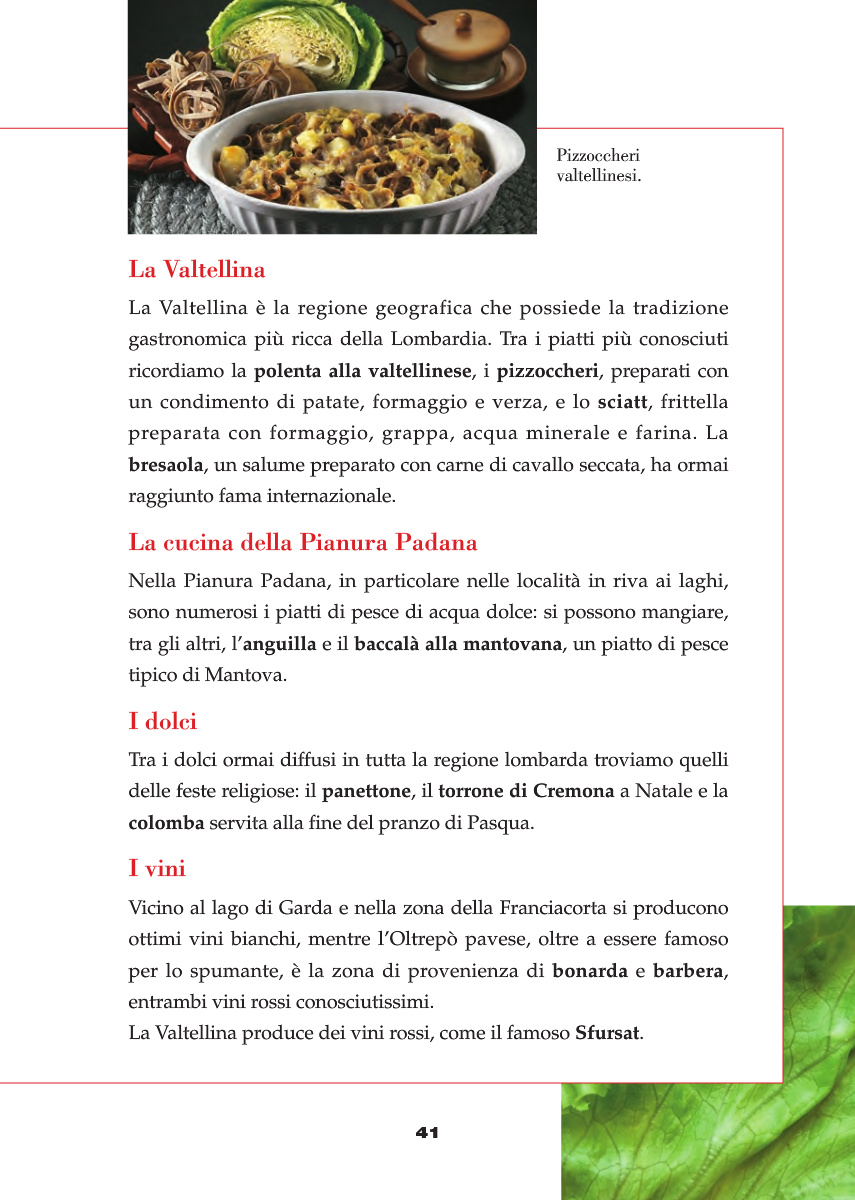 Pizzoccheri
valtellinesi.
La Valtellina
La Valtellina è la regione geografica che possiede la tradizione
gastronomica più ricca della Lombardia. Tra i piatti più conosciuti
ricordiamo la polenta alla valtellinese, i pizzoccheri, preparati con
un condimento di patate, formaggio e verza, e lo sciatt, frittella
preparata con formaggio, grappa, acqua minerale e farina. La
bresaola, un salume preparato con carne di cavallo seccata, ha ormai
raggiunto fama internazionale.
La cucina della Pianura Padana
Nella Pianura Padana, in particolare nelle località in riva ai laghi,
sono numerosi i piatti di pesce di acqua dolce: si possono mangiare,
tra gli altri, l'anguilla e il baccalà alla mantovana, un piatto di pesce
tipico di Mantova.
I dolci
Tra i dolci ormai diffusi in tutta la regione lombarda troviamo quelli
delle feste religiose: il panettone, il torrone di Cremona a Natale e la
colomba servita alla fine del pranzo di Pasqua.
I vini
Vicino al lago di Garda e nella zona della Franciacorta si producono
ottimi vini bianchi, mentre l'Oltrepò pavese, oltre a essere famoso
per lo spumante, è la zona di provenienza di bonarda e barbera,
entrambi vini rossi conosciutissimi.
La Valtellina produce dei vini rossi, come il famoso Sfursat.
41